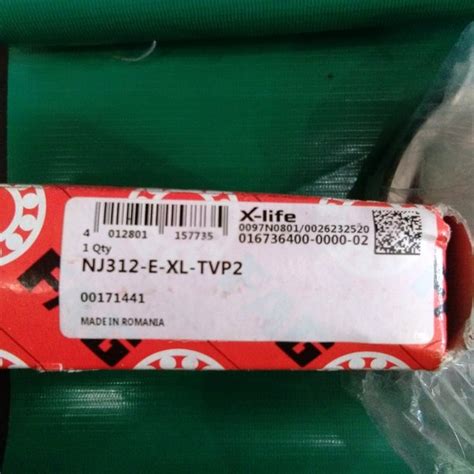 X-life
4 012801 157735
0097N0801/0026232520
1 Qty
016736400-0000-02
NJ312-E-XL-TVP2
00171441
MADE IN ROMANIA